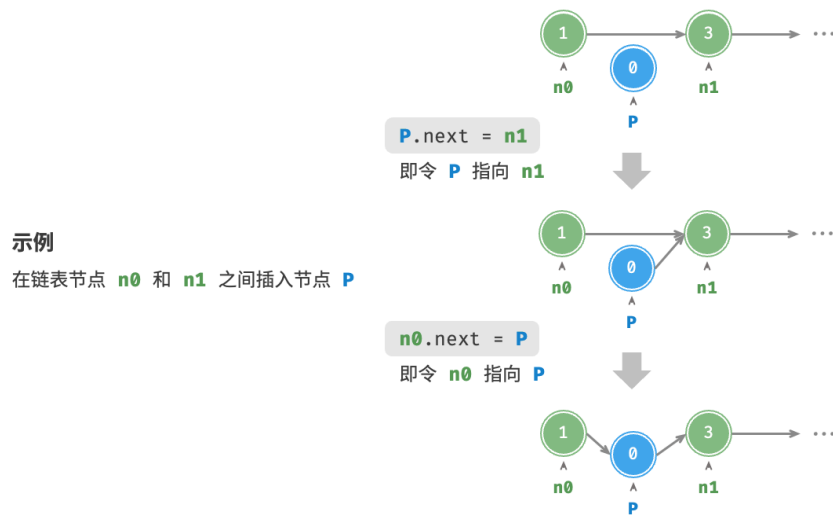 1 3 ...
0
n0 n1
P
P.next = n1
即令 P 指向 n1
1 3 ...
示例
0
在链表节点 n0 和 n1 之间插入节点 P
n0 n1
P
n0.next = P
即令 n0 指向 P
1 3 ...
0
n0 n1
P